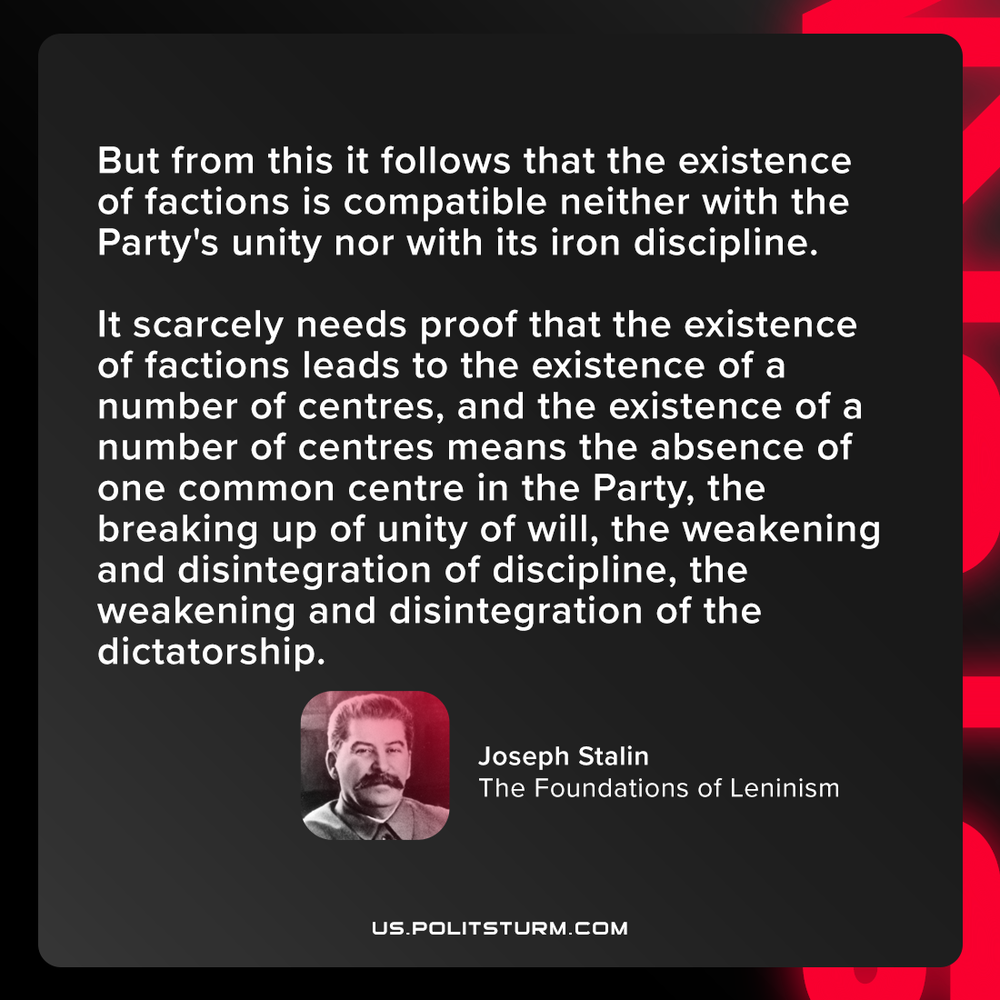 But from this it follows that the existence
of factions is compatible neither with the
Party's unity nor with its iron discipline.
It scarcely needs proof that the existence
of factions leads to the existence of a
number of centres, and the existence of a
number of centres means the absence of
one common centre in the Party, the
breaking up of unity of will, the weakening
and disintegration of discipline, the
weakening and disintegration of the
dictatorship.
Joseph Stalin
The Foundations of Leninism
US.POLITSTURM.COM